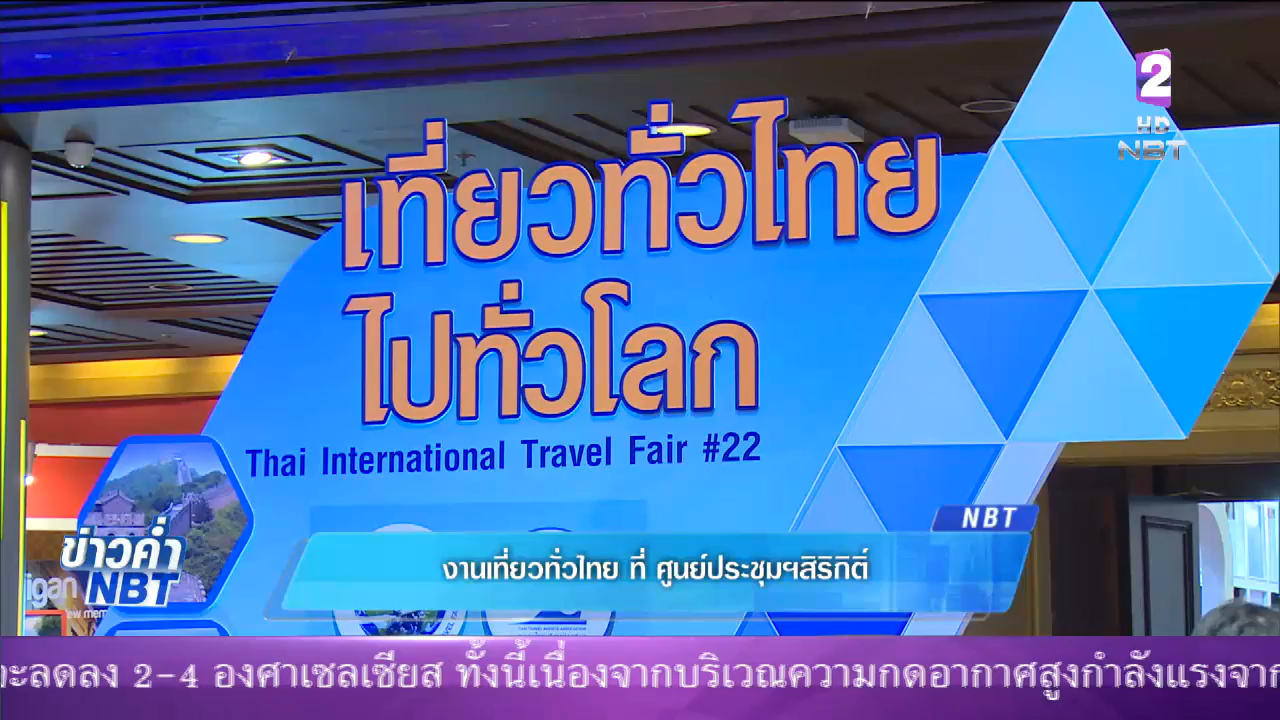 2
HD
NBT
เที่ยวทั่วไทย
ไปทั่วโลก
Thai International Travel Fair #22
NBT
งานเที่ยวทั่วไทย ที่ ศูนย์ประชุมฯสิริกิติ์
ข่าวค่ำ
NBT
igan
ew mem
ะลดลง 2-4 องศาเซลเซียส ทั้งนี้เนื่องจากบริเวณความกดอากาศสูงกำลังแรงจาก